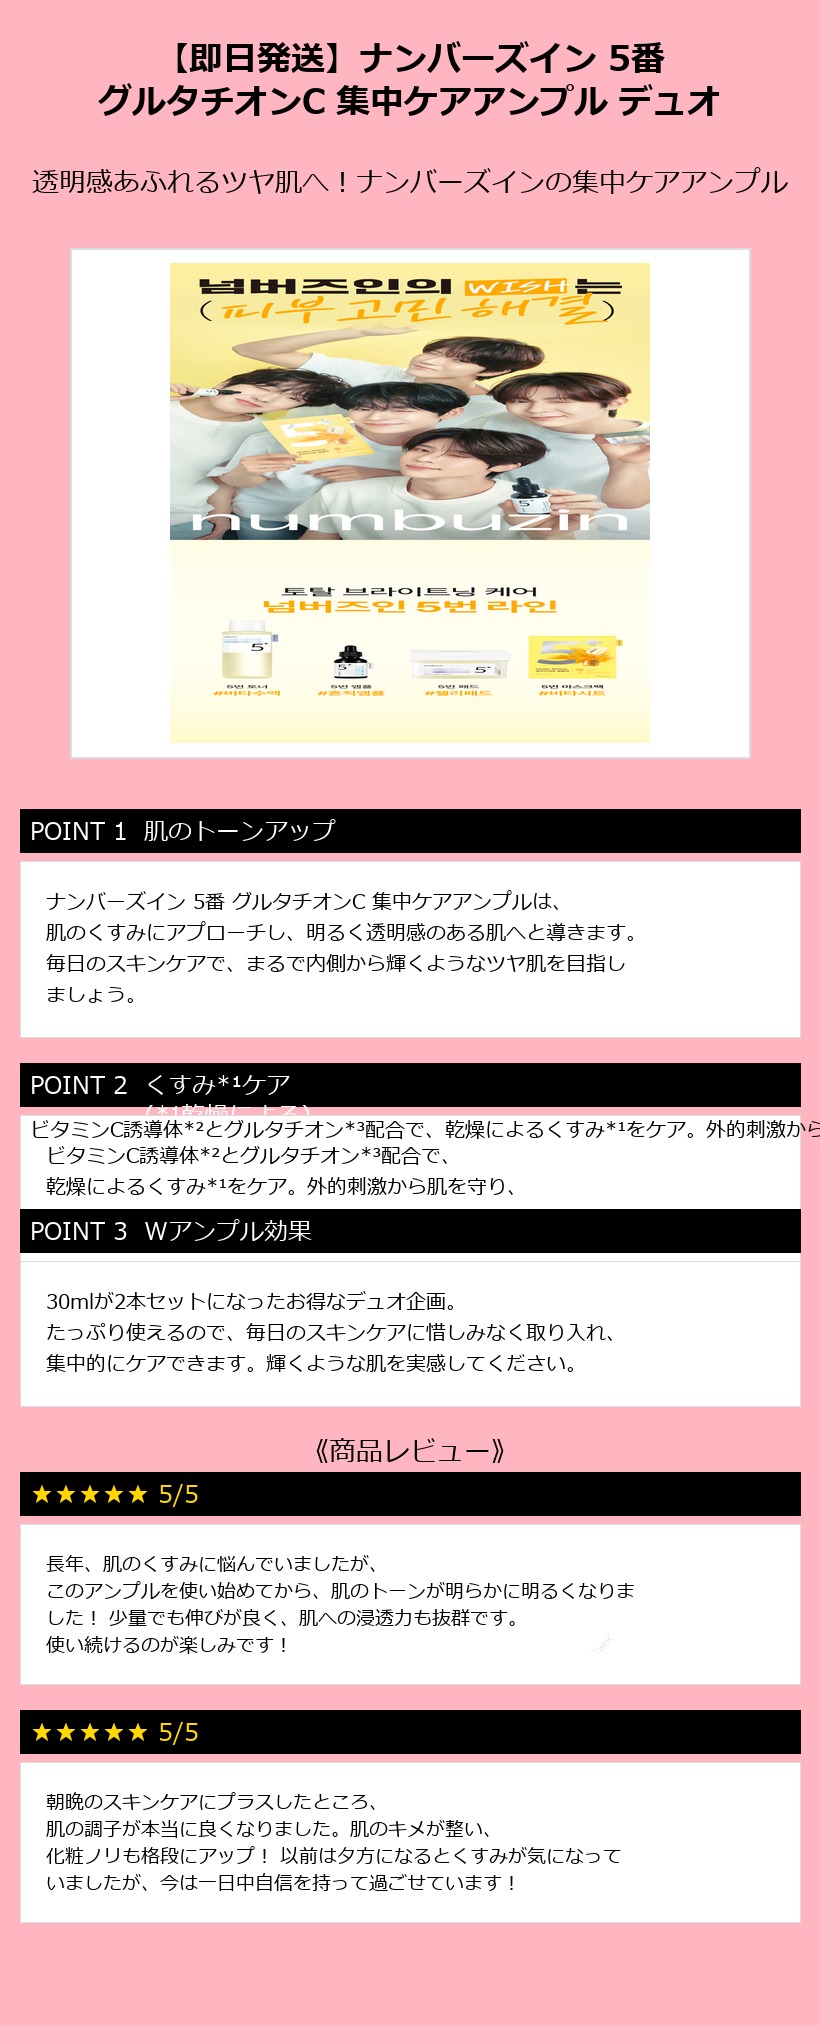 【即日発送】ナンバーズイン 5番
グルタチオンC 集中ケアアンプル デュオ
透明感あふれるツヤ肌へ！ナンバーズインの集中ケアアンプル
넘버즈인의 WISH는
(피부 고민 해결)
5
5+
numbuzin
토탈 브라이트닝 케어
넘버즈인 5번 라인
5+
5+
5+
5번 토너
5번 앰플
5번 패드
5번 마스크팩
#비타수액
#흔적앰플
#젤리패드
#비타시트
POINT 1 肌のトーンアップ
ナンバーズイン 5番 グルタチオンC 集中ケアアンプルは、
肌のくすみにアプローチし、明るく透明感のある肌へと導きます。
毎日のスキンケアで、まるで内側から輝くようなツヤ肌を目指し
ましょう。
POINT 2 くすみ*¹ケア
(*¹乾燥による)
ビタミンC誘導体*²とグルタチオン*³配合で、乾燥によるくすみ*¹をケア。外的刺激から
ビタミンC誘導体*²とグルタチオン*³配合で、
乾燥によるくすみ*¹をケア。外的刺激から肌を守り、
POINT 3 Wアンプル効果
30mlが2本セットになったお得なデュオ企画。
たっぷり使えるので、毎日のスキンケアに惜しみなく取り入れ、
集中的にケアできます。輝くような肌を実感してください。
《商品レビュー》
★★★★★ 5/5
長年、肌のくすみに悩んでいましたが、
このアンプルを使い始めてから、肌のトーンが明らかに明るくなりま
した！ 少量でも伸びが良く、肌への浸透力も抜群です。
使い続けるのが楽しみです！
★★★★★ 5/5
朝晩のスキンケアにプラスしたところ、
肌の調子が本当に良くなりました。肌のキメが整い、
化粧ノリも格段にアップ！ 以前は夕方になるとくすみが気になって
いましたが、今は一日中自信を持って過ごせています！